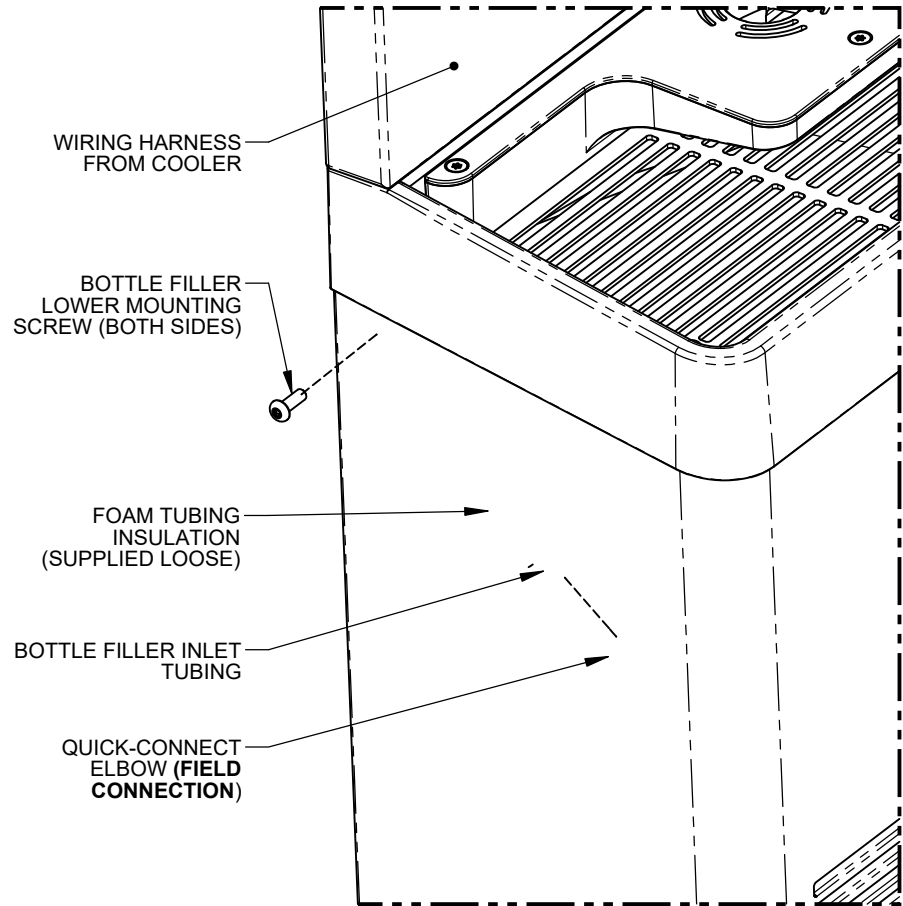 WIRING HARNESS
FROM COOLER
BOTTLE FILLER
LOWER MOUNTING
SCREW (BOTH SIDES)
FOAM TUBING
INSULATION
(SUPPLIED LOOSE)
BOTTLE FILLER INLET
TUBING
QUICK-CONNECT
ELBOW (FIELD
CONNECTION)